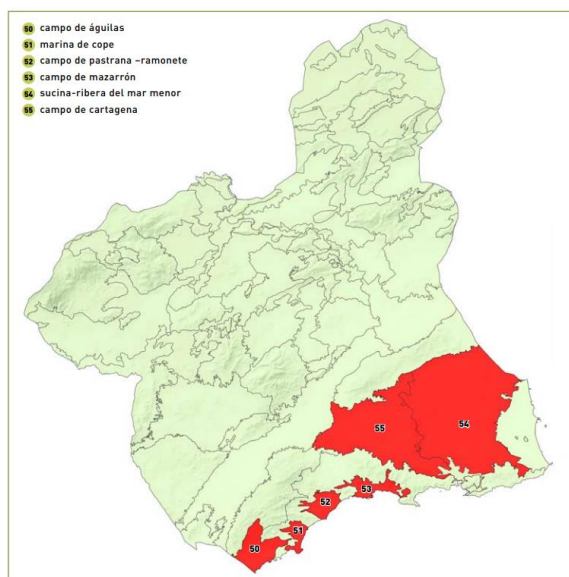 50 campo de águilas
51 marina de cope
52 campo de pastrana –ramonete
53 campo de mazarrón
54 sucina-ribera del mar menor
55 campo de cartagena
54
55
53
52
51
50